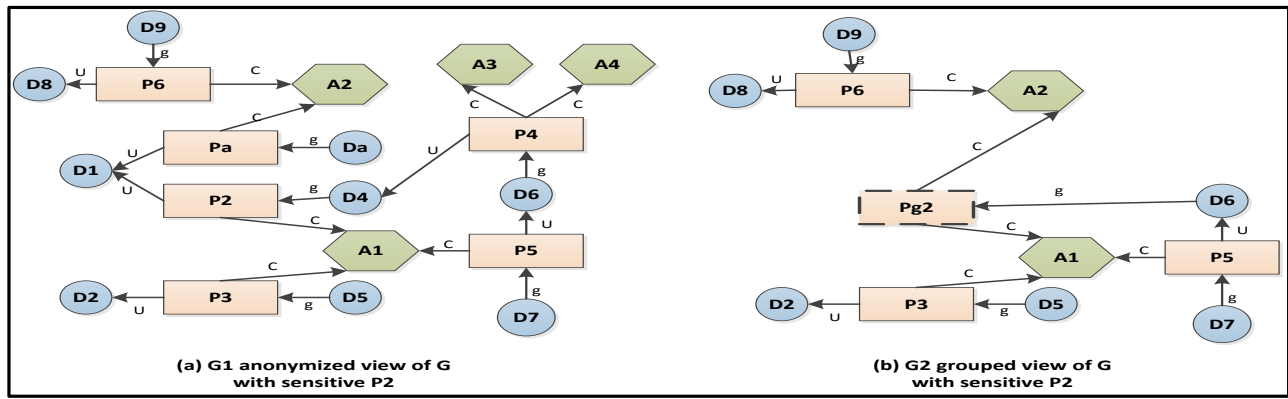 D9
g
D8
U
P6
C
A2
C
Pa
g
Da
D1
U
U
P2
g
D4
C
A1
C
P5
C
P3
D2
U
g
D5
A3
A4
C
C
P4
U
g
D6
U
g
D7
(a) G1 anonymized view of G
with sensitive P2
D9
g
D8
U
P6
C
A2
C
Pg2
g
D6
U
C
A1
C
P5
C
g
D2
U
P3
g
D5
D7
(b) G2 grouped view of G
with sensitive P2